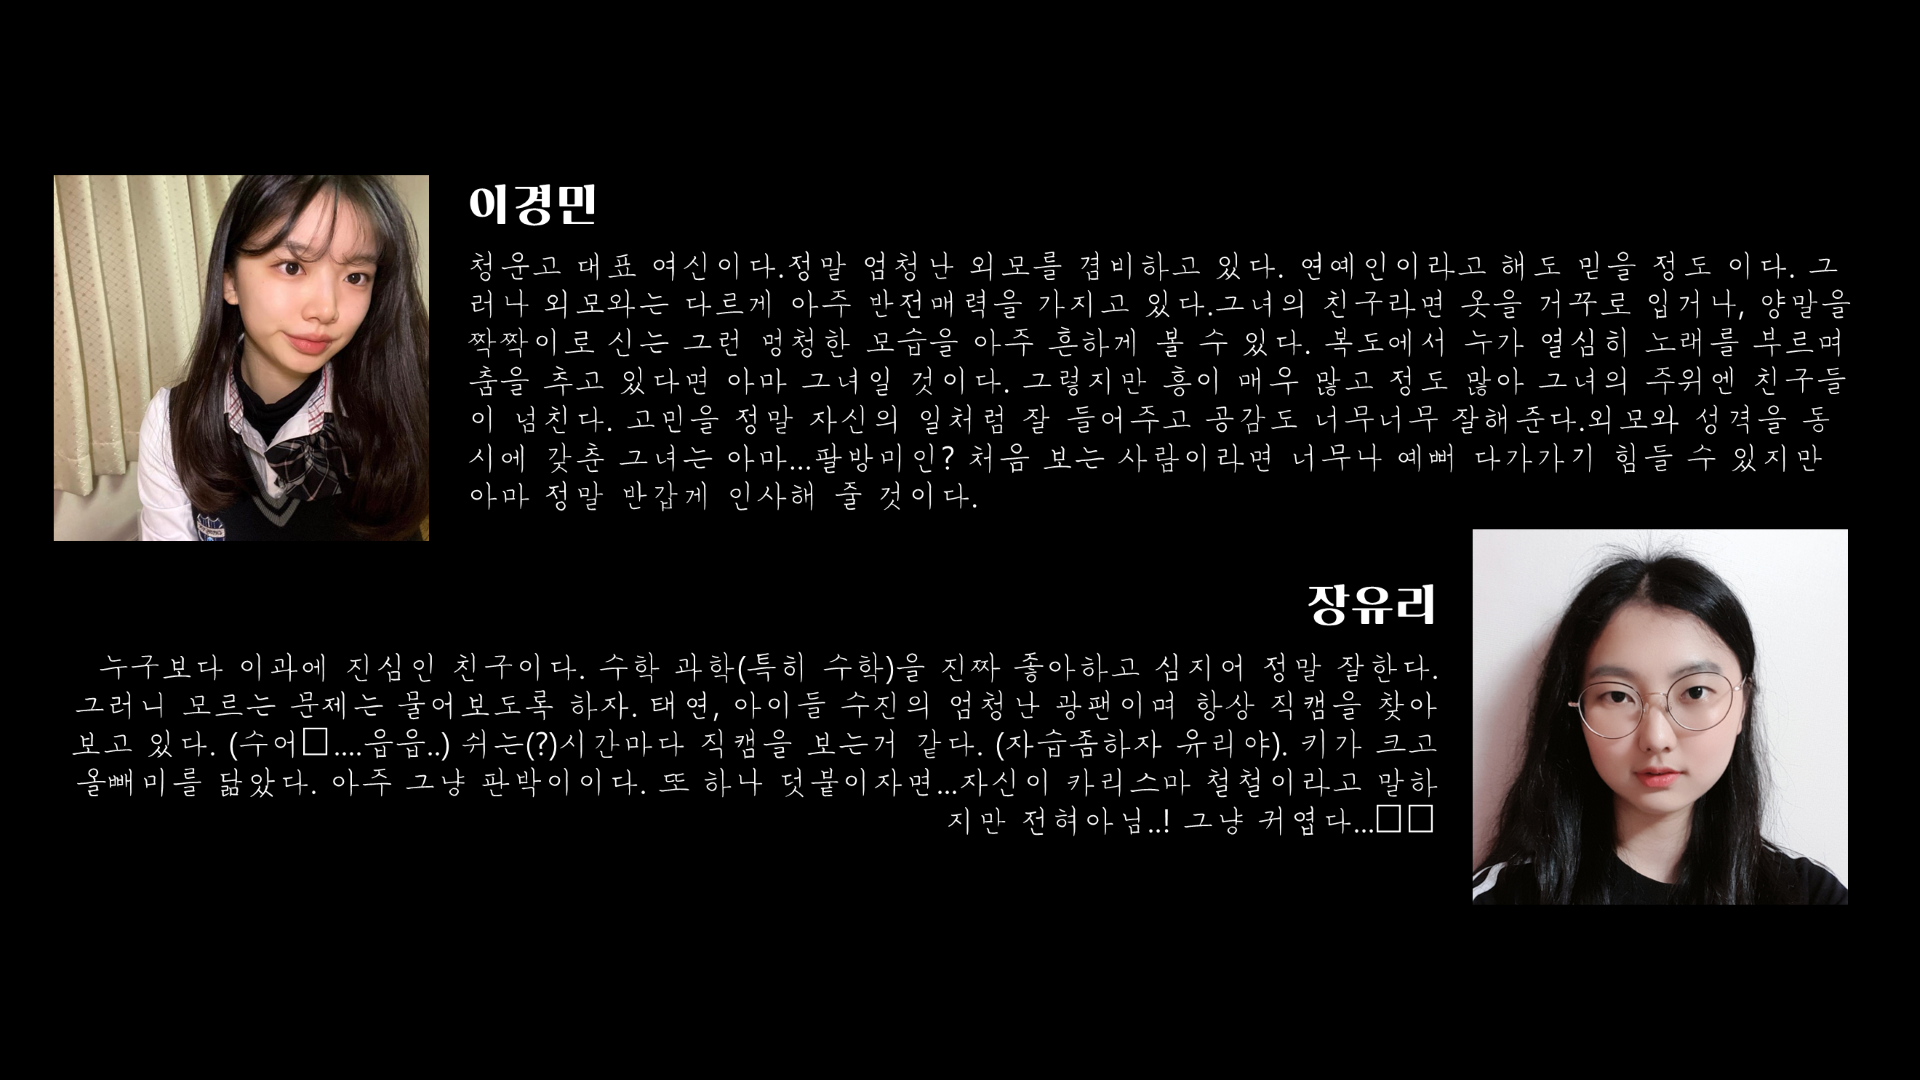 이경민
청운고 대표 여신이다.정말 엄청난 외모를 겸비하고 있다. 연예인이라고 해도 믿을 정도 이다. 그
러나 외모와는 다르게 아주 반전매력을 가지고 있다.그녀의 친구라면 옷을 거꾸로 입거나, 양말을
짝짝이로 신는 그런 멍청한 모습을 아주 흔하게 볼 수 있다. 복도에서 누가 열심히 노래를 부르며
춤을 추고 있다면 아마 그녀일 것이다. 그렇지만 흥이 매우 많고 정도 많아 그녀의 주위엔 친구들
이 넘친다. 고민을 정말 자신의 일처럼 잘 들어주고 공감도 너무너무 잘해준다.외모와 성격을 동
시에 갖춘 그녀는 아마...팔방미인? 처음 보는 사람이라면 너무나 예뻐 다가가기 힘들 수 있지만
아마 정말 반갑게 인사해 줄 것이다.
장유리
누구보다 이과에 진심인 친구이다. 수학 과학(특히 수학)을 진짜 좋아하고 심지어 정말 잘한다.
그러니 모르는 문제는 물어보도록 하자. 태연, 아이들 수진의 엄청난 광팬이며 항상 직캠을 찾아
보고 있다. (수어□....읍읍..) 쉬는(?)시간마다 직캠을 보는거 같다. (자습좀하자 유리야). 키가 크고
올빼미를 닮았다. 아주 그냥 판박이이다. 또 하나 덧붙이자면...자신이 카리스마 철철이라고 말하
지만 전혀아님..! 그냥 귀엽다...□□